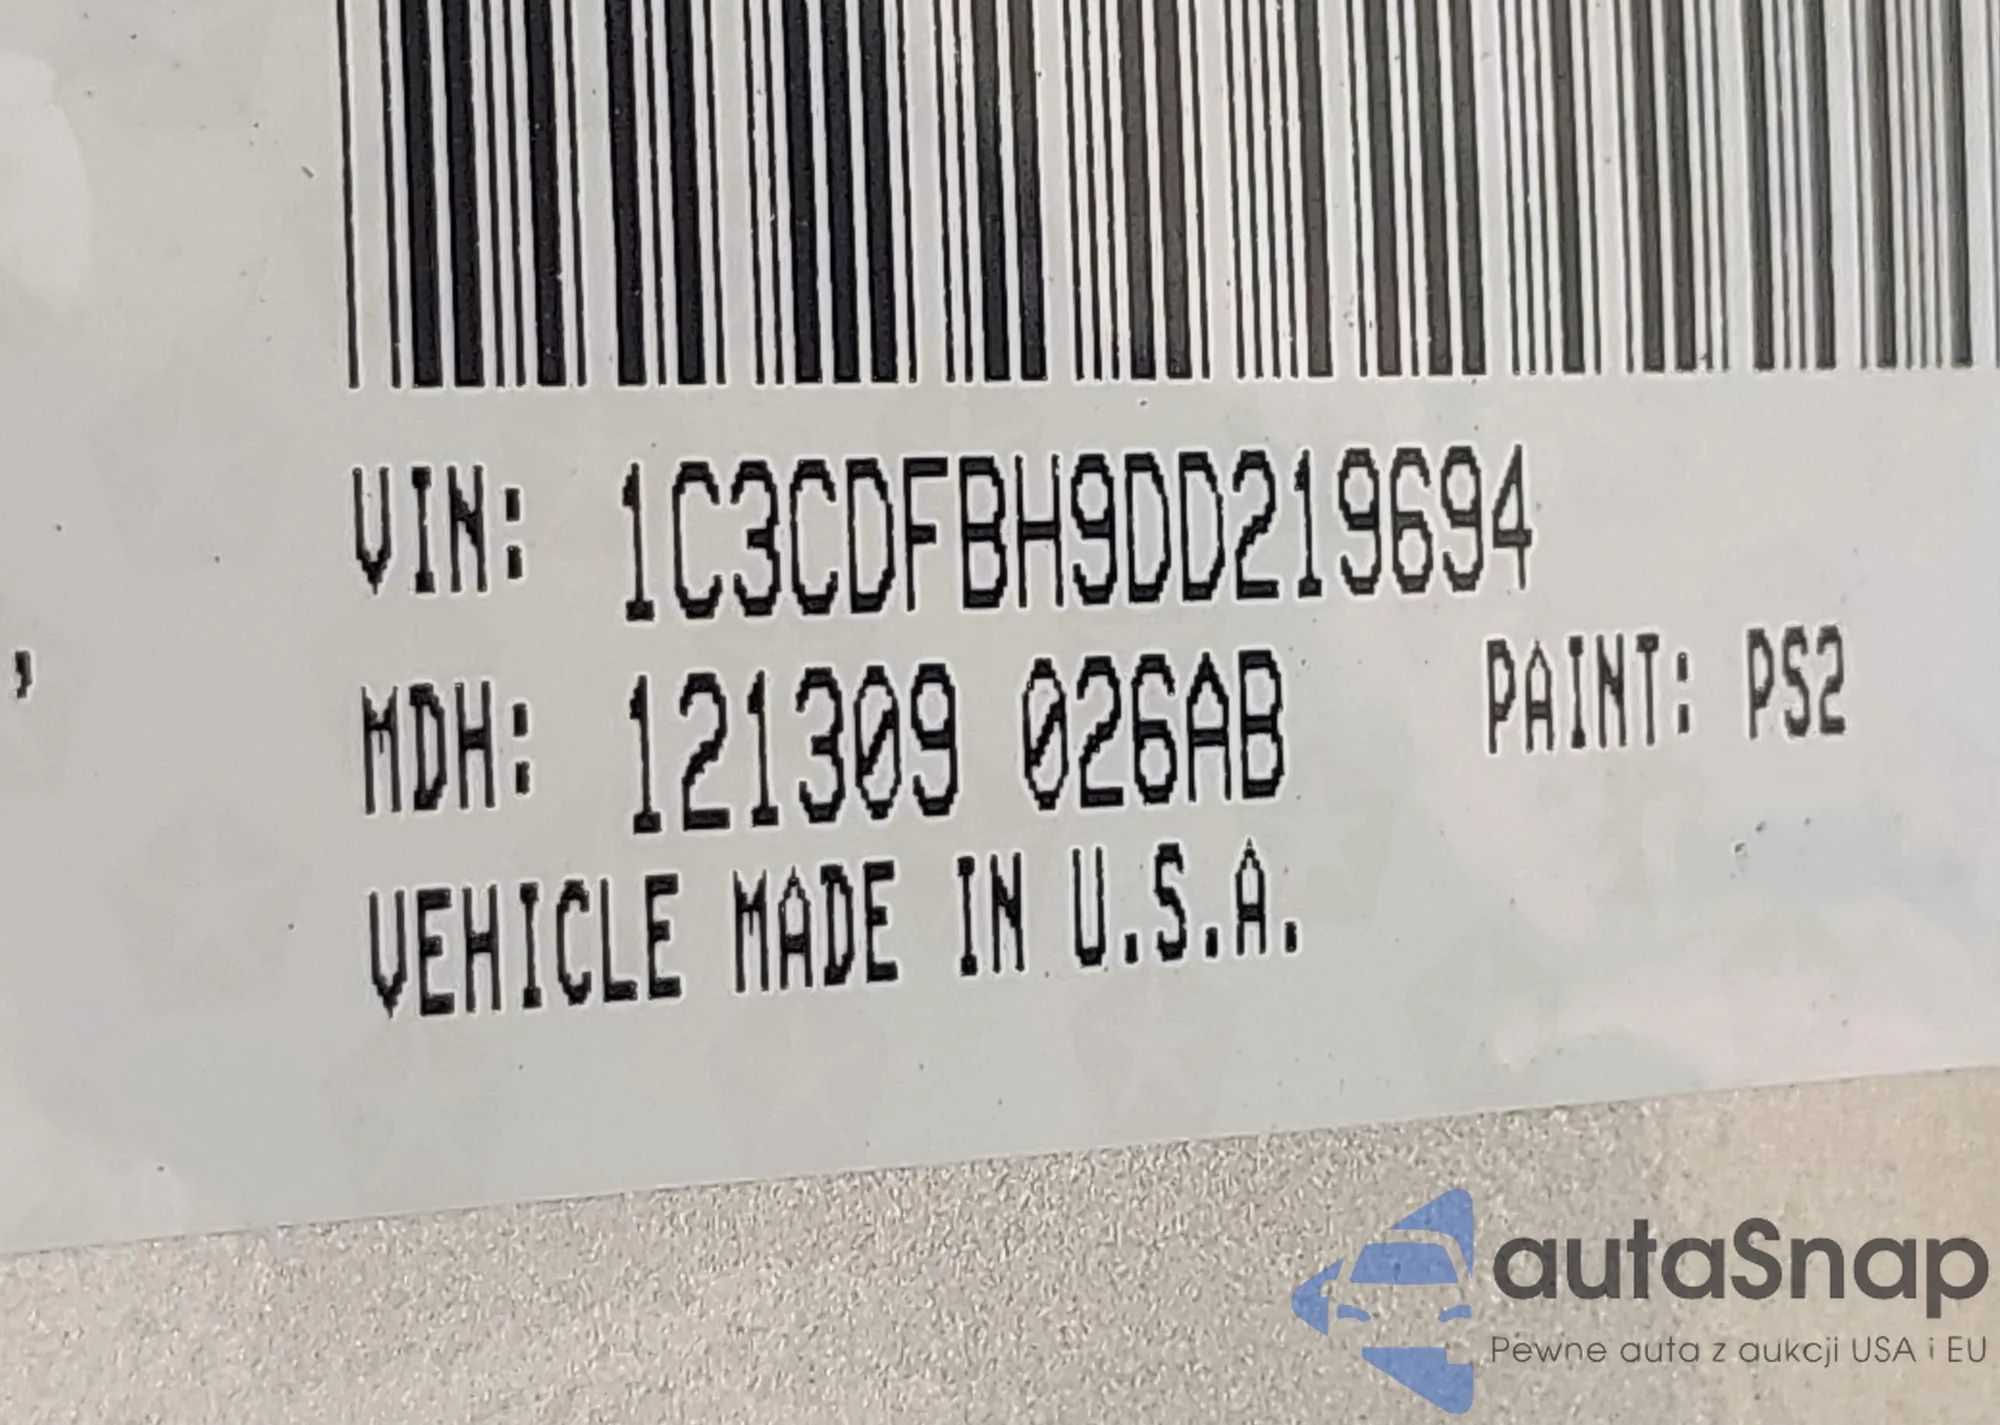 VIN: 1C3CDFBH9DD219694
MDH: 121309 026AB PAINT: PS2
VEHICLE MADE IN U.S.A.
,
autaSnap
Pewne auta z aukcji USA i EU